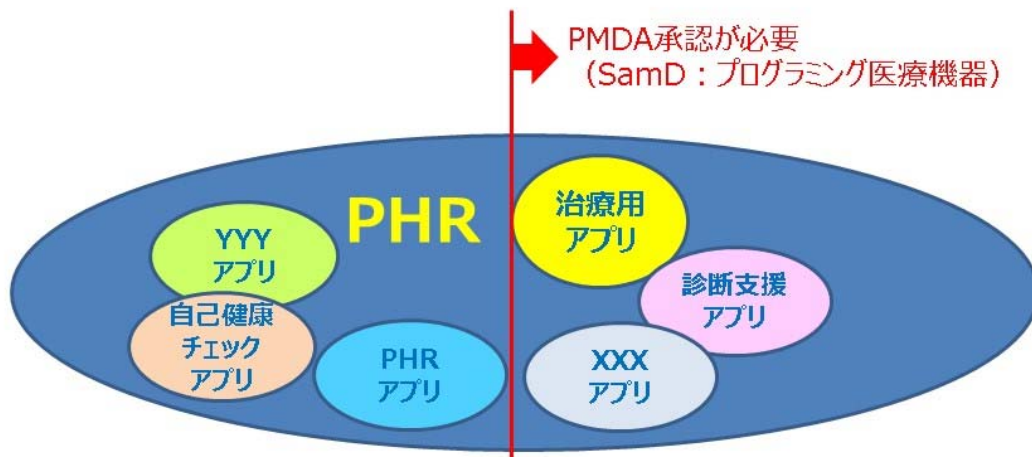 PMDA承認が必要
(SamD：プログラミング医療機器)
PHR
治療用
アプリ
YYY
アプリ
診断支援
アプリ
自己健康
チェック
アプリ
PHR
アプリ
XXX
アプリ